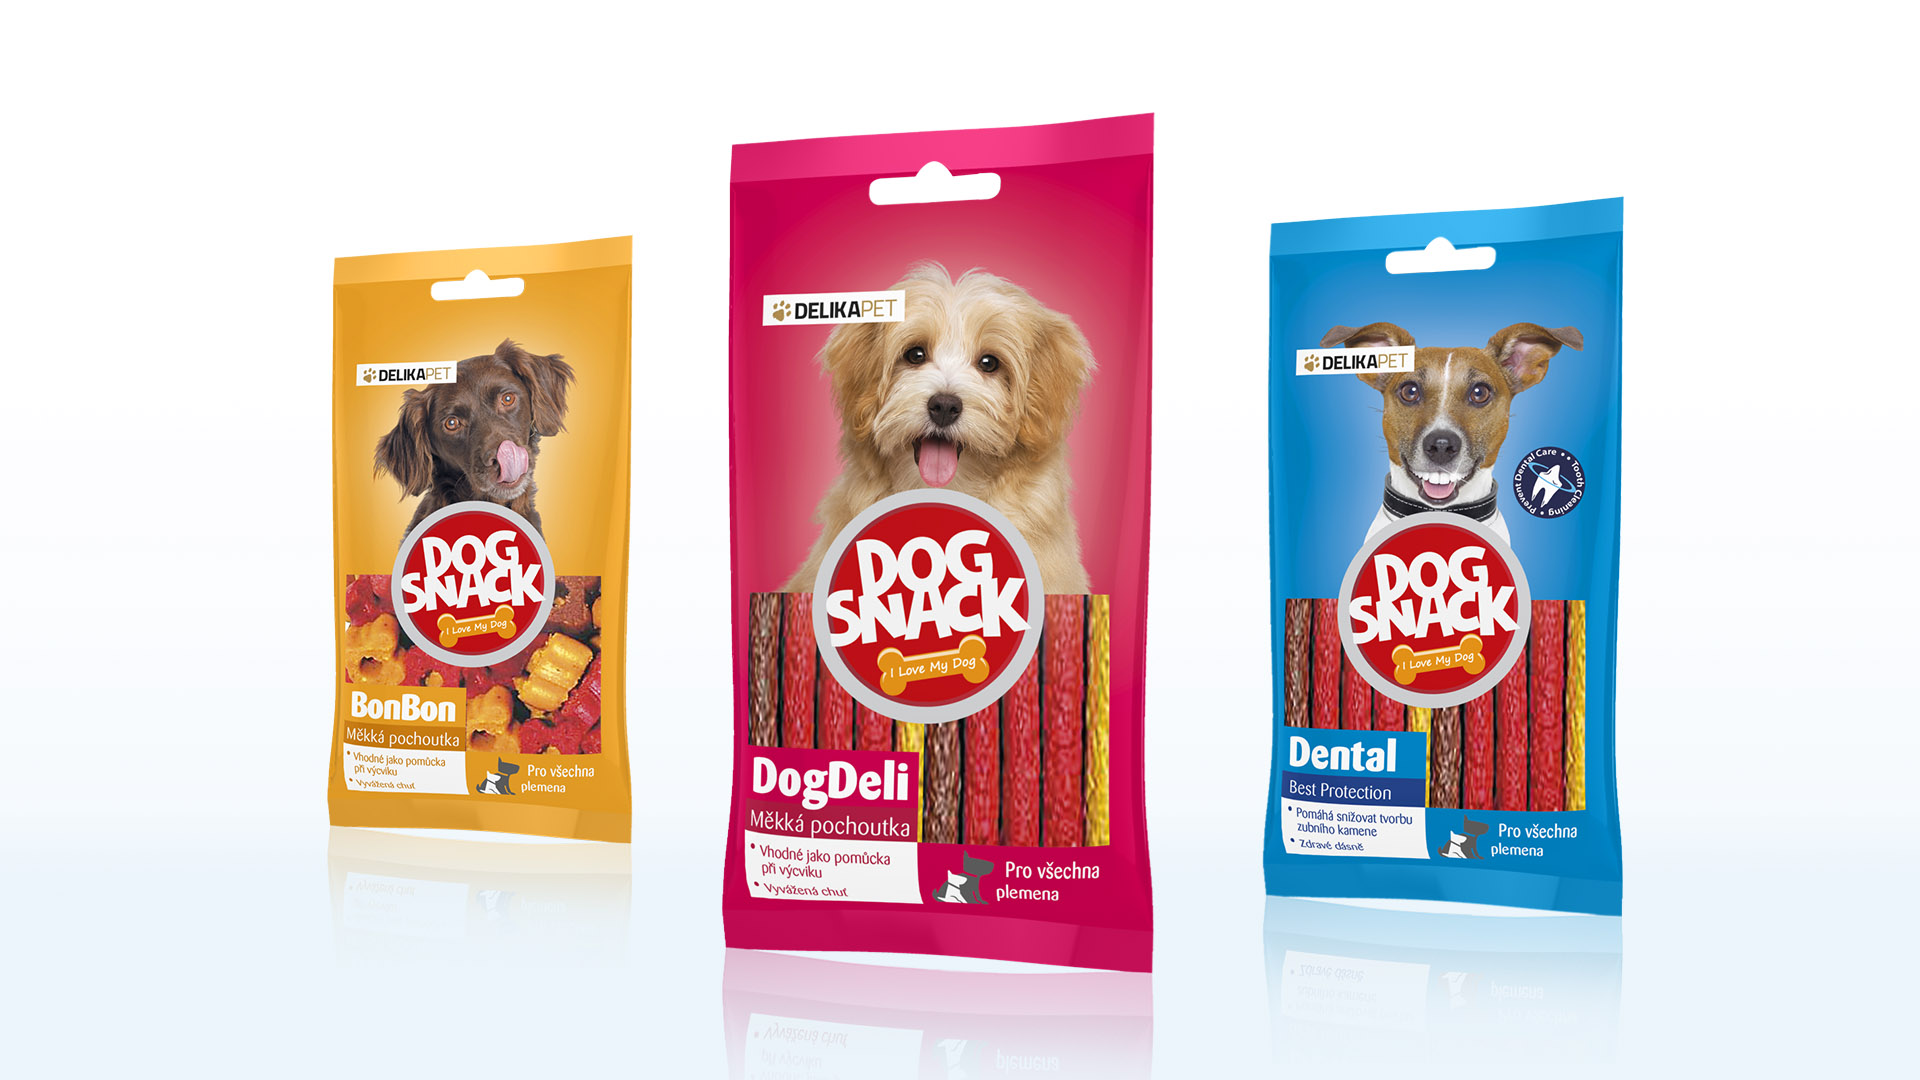 DELIKAPET
DOG
SNACK
I Love My Dog
BonBon
Měkká pochoutka
• Vhodné jako pomůcka
při výcviku
• Vyvážená chuť
Pro všechna
plemena
DELIKAPET
DOG
SNACK
I Love My Dog
DogDeli
Měkká pochoutka
• Vhodné jako pomůcka
při výcviku
• Vyvážená chuť
Pro všechna
plemena
DELIKAPET
Prevent Dental Care • • Tooth Cleaning •
DOG
SNACK
I Love My Dog
Dental
Best Protection
• Pomáhá snižovat tvorbu
zubního kamene
• Zdravé dásně
Pro všechna
plemena